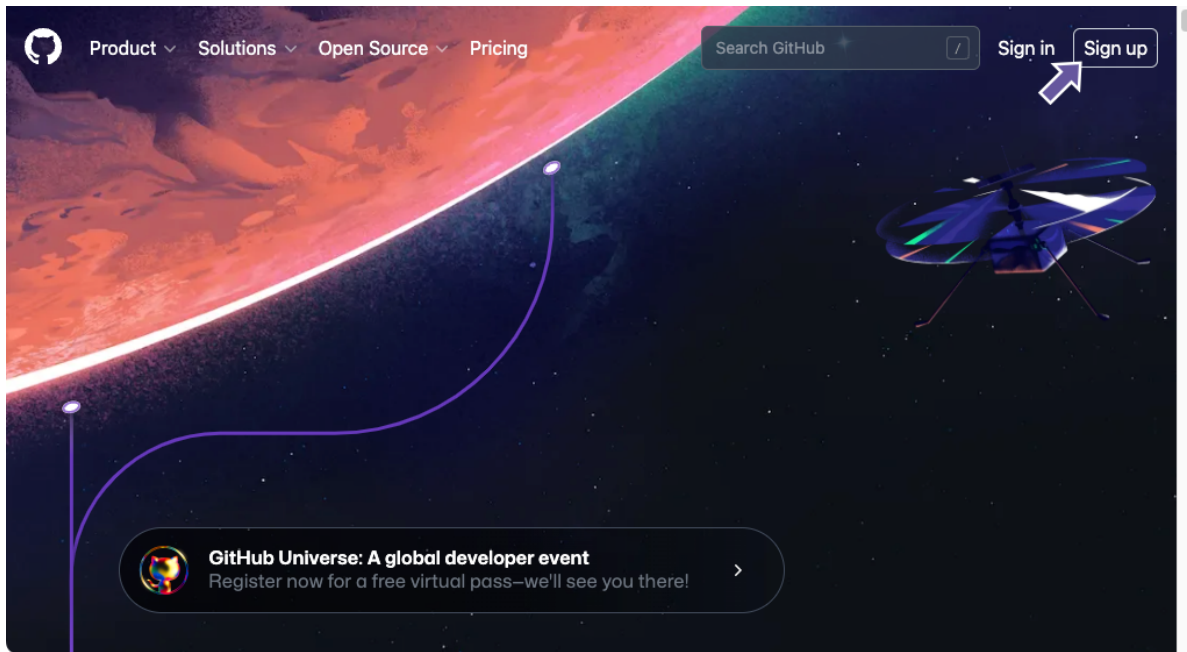 Product
Solutions
Open Source
Pricing
Search GitHub
/
Sign in
Sign up
GitHub Universe: A global developer event
Register now for a free virtual pass—we'll see you there!